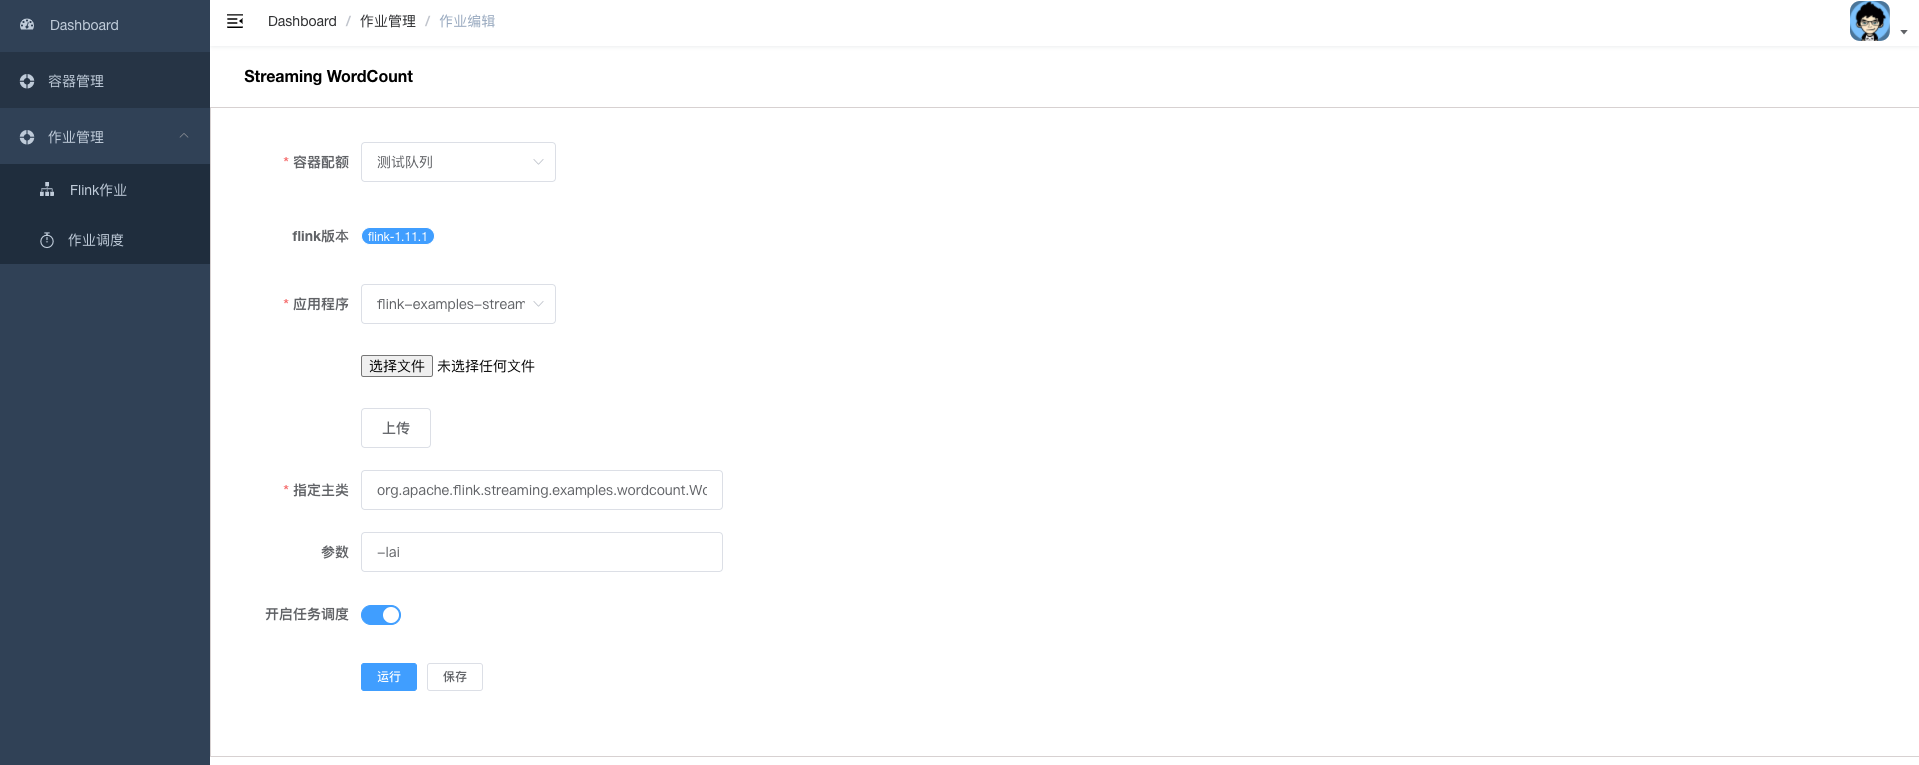 Dashboard
容器管理
作业管理
Flink作业
作业调度
Dashboard / 作业管理 / 作业编辑
Streaming WordCount
* 容器配额 测试队列
flink版本 flink-1.11.1
* 应用程序 flink-examples-stream
选择文件 未选择任何文件
上传
* 指定主类 org.apache.flink.streaming.examples.wordcount.Wo
参数 -lai
开启任务调度
运行 保存